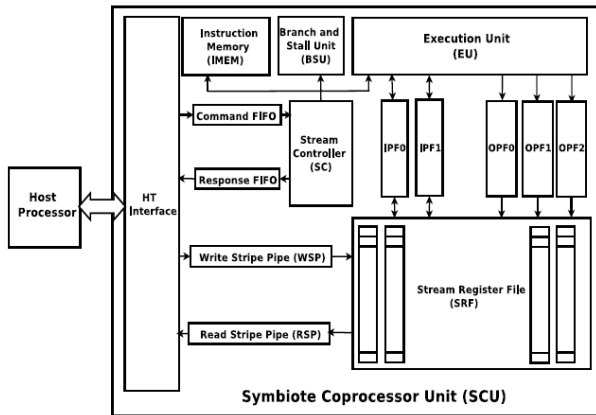 Instruction
Memory
(IMEM)
Branch and
Stall Unit
(BSU)
Execution Unit
(EU)
Command FIFO
Stream
Controller
(SC)
Response FIFO
IPF0
IPF1
OPF0
OPF1
OPF2
Host
Processor
HT
Interface
Write Stripe Pipe (WSP)
Stream Register File
(SRF)
Read Stripe Pipe (RSP)
Symbiote Coprocessor Unit (SCU)